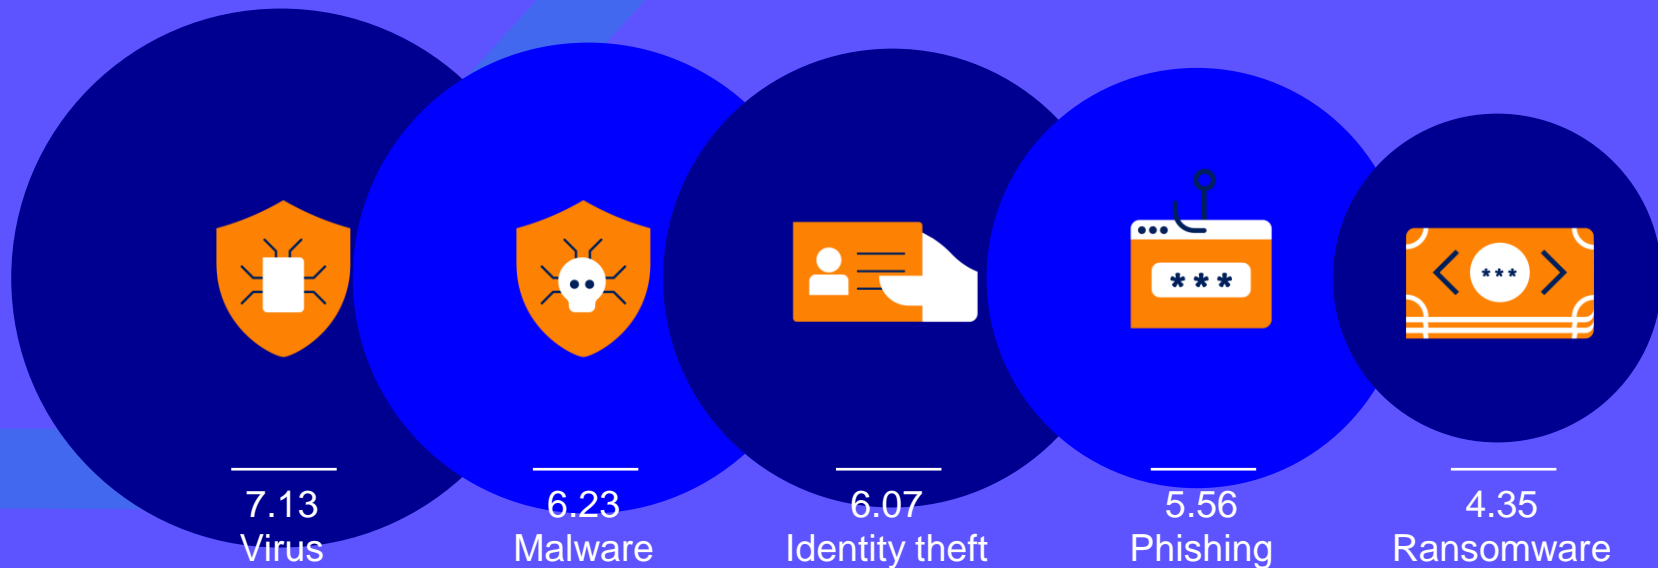 7.13
Virus
6.23
Malware
6.07
Identity theft
***
5.56
Phishing
***
4.35
Ransomware